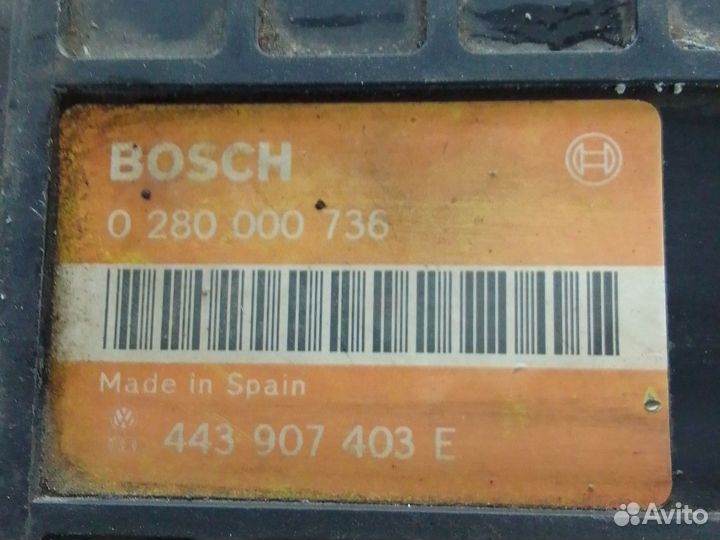 BOSCH
0 280 000 736
Made in Spain
443 907 403 E
Avito